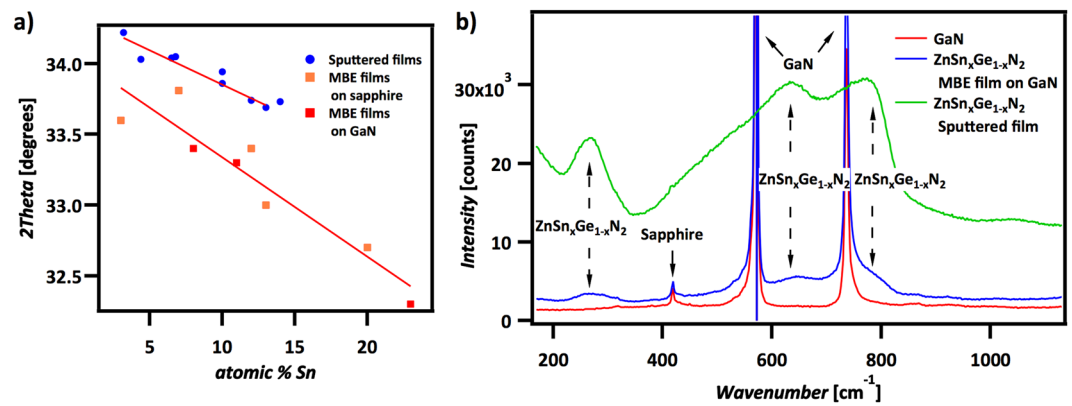 a)
34.0
33.5
33.0
32.5
2Theta [degrees]
5
10
15
20
atomic % Sn
Sputtered films
MBE films
on sapphire
MBE films
on GaN
b)
30x10³
20
10
0
Intensity [counts]
200
400
600
800
1000
Wavenumber [cm⁻¹]
GaN
ZnSnₓGe₁₋ₓN₂
Sapphire
ZnSnₓGe₁₋ₓN₂
ZnSnₓGe₁₋ₓN₂
GaN
ZnSnₓGe₁₋ₓN₂
MBE film on GaN
ZnSnₓGe₁₋ₓN₂
Sputtered film